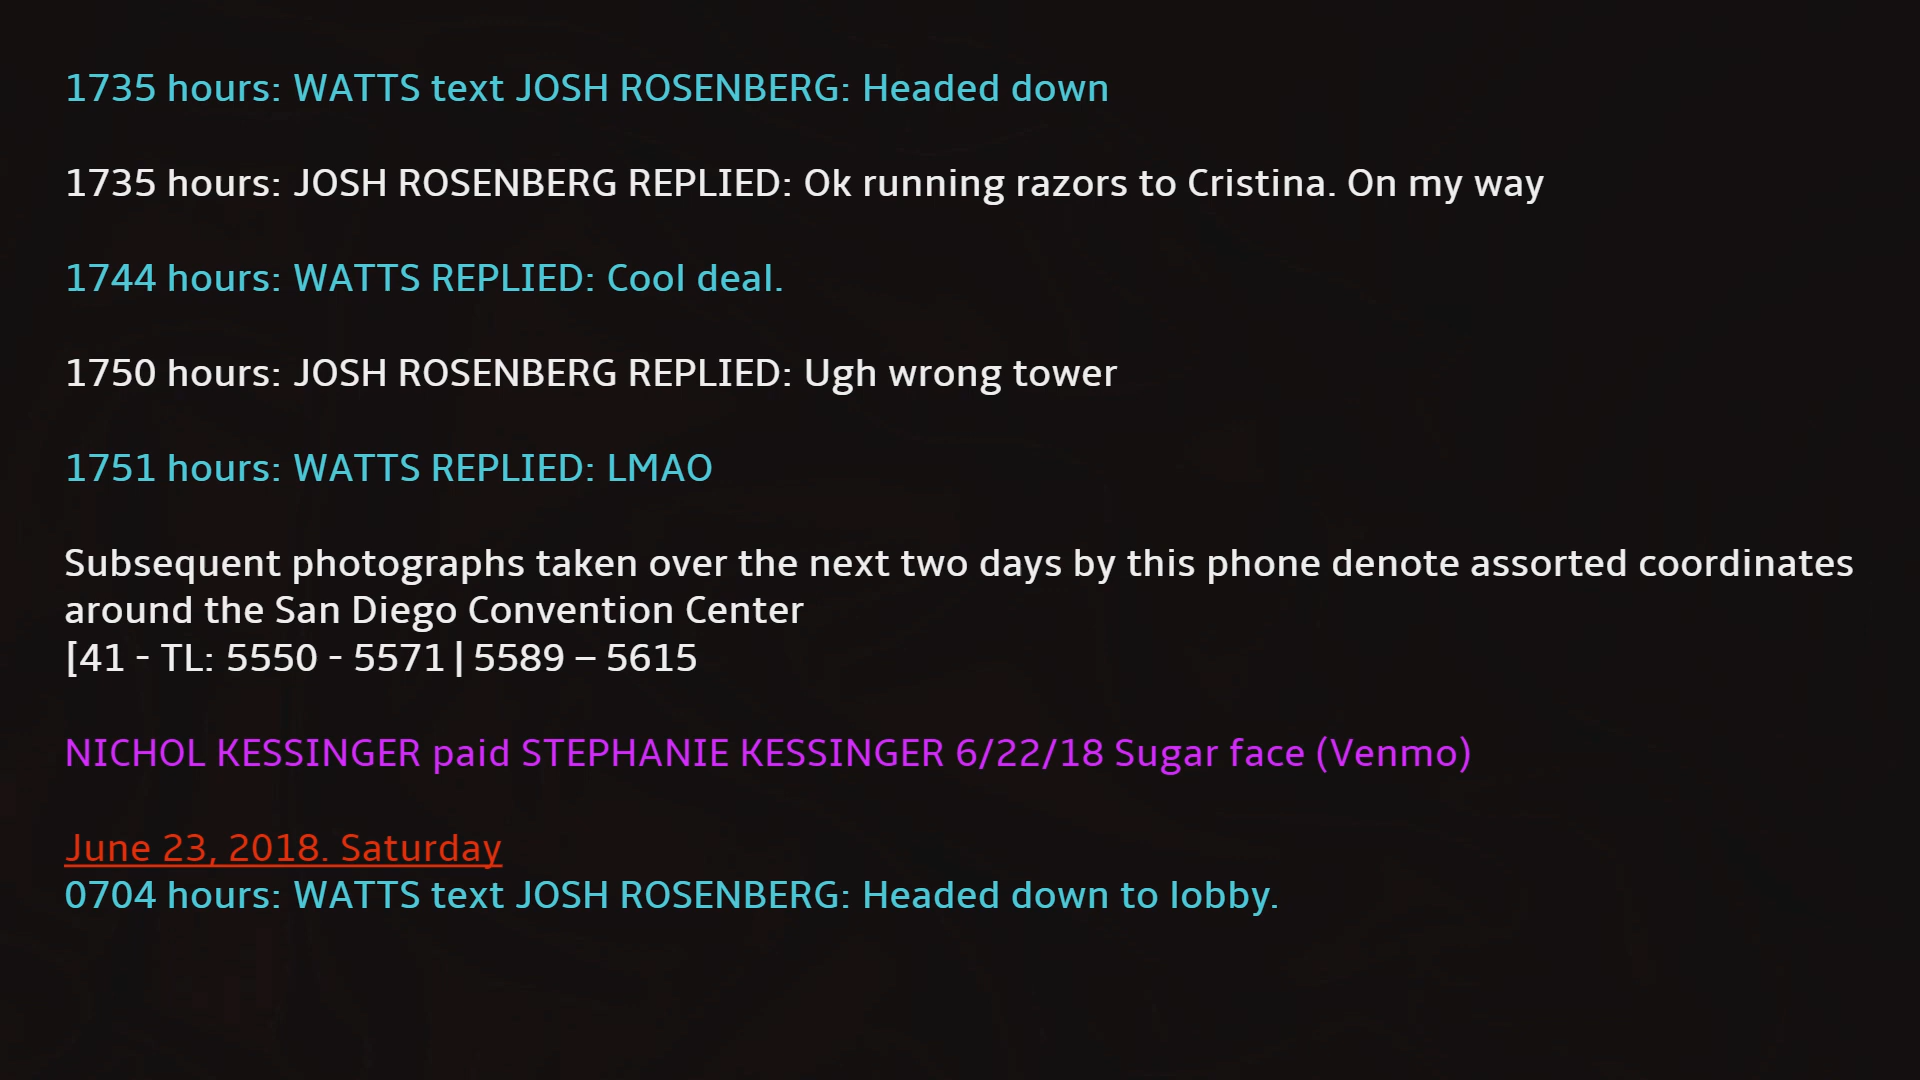 1735 hours: WATTS text JOSH ROSENBERG: Headed down
1735 hours: JOSH ROSENBERG REPLIED: Ok running razors to Cristina. On my way
1744 hours: WATTS REPLIED: Cool deal.
1750 hours: JOSH ROSENBERG REPLIED: Ugh wrong tower
1751 hours: WATTS REPLIED: LMAO
Subsequent photographs taken over the next two days by this phone denote assorted coordinates
around the San Diego Convention Center
[41 - TL: 5550 - 5571 | 5589 – 5615
NICHOL KESSINGER paid STEPHANIE KESSINGER 6/22/18 Sugar face (Venmo)
June 23, 2018. Saturday
0704 hours: WATTS text JOSH ROSENBERG: Headed down to lobby.